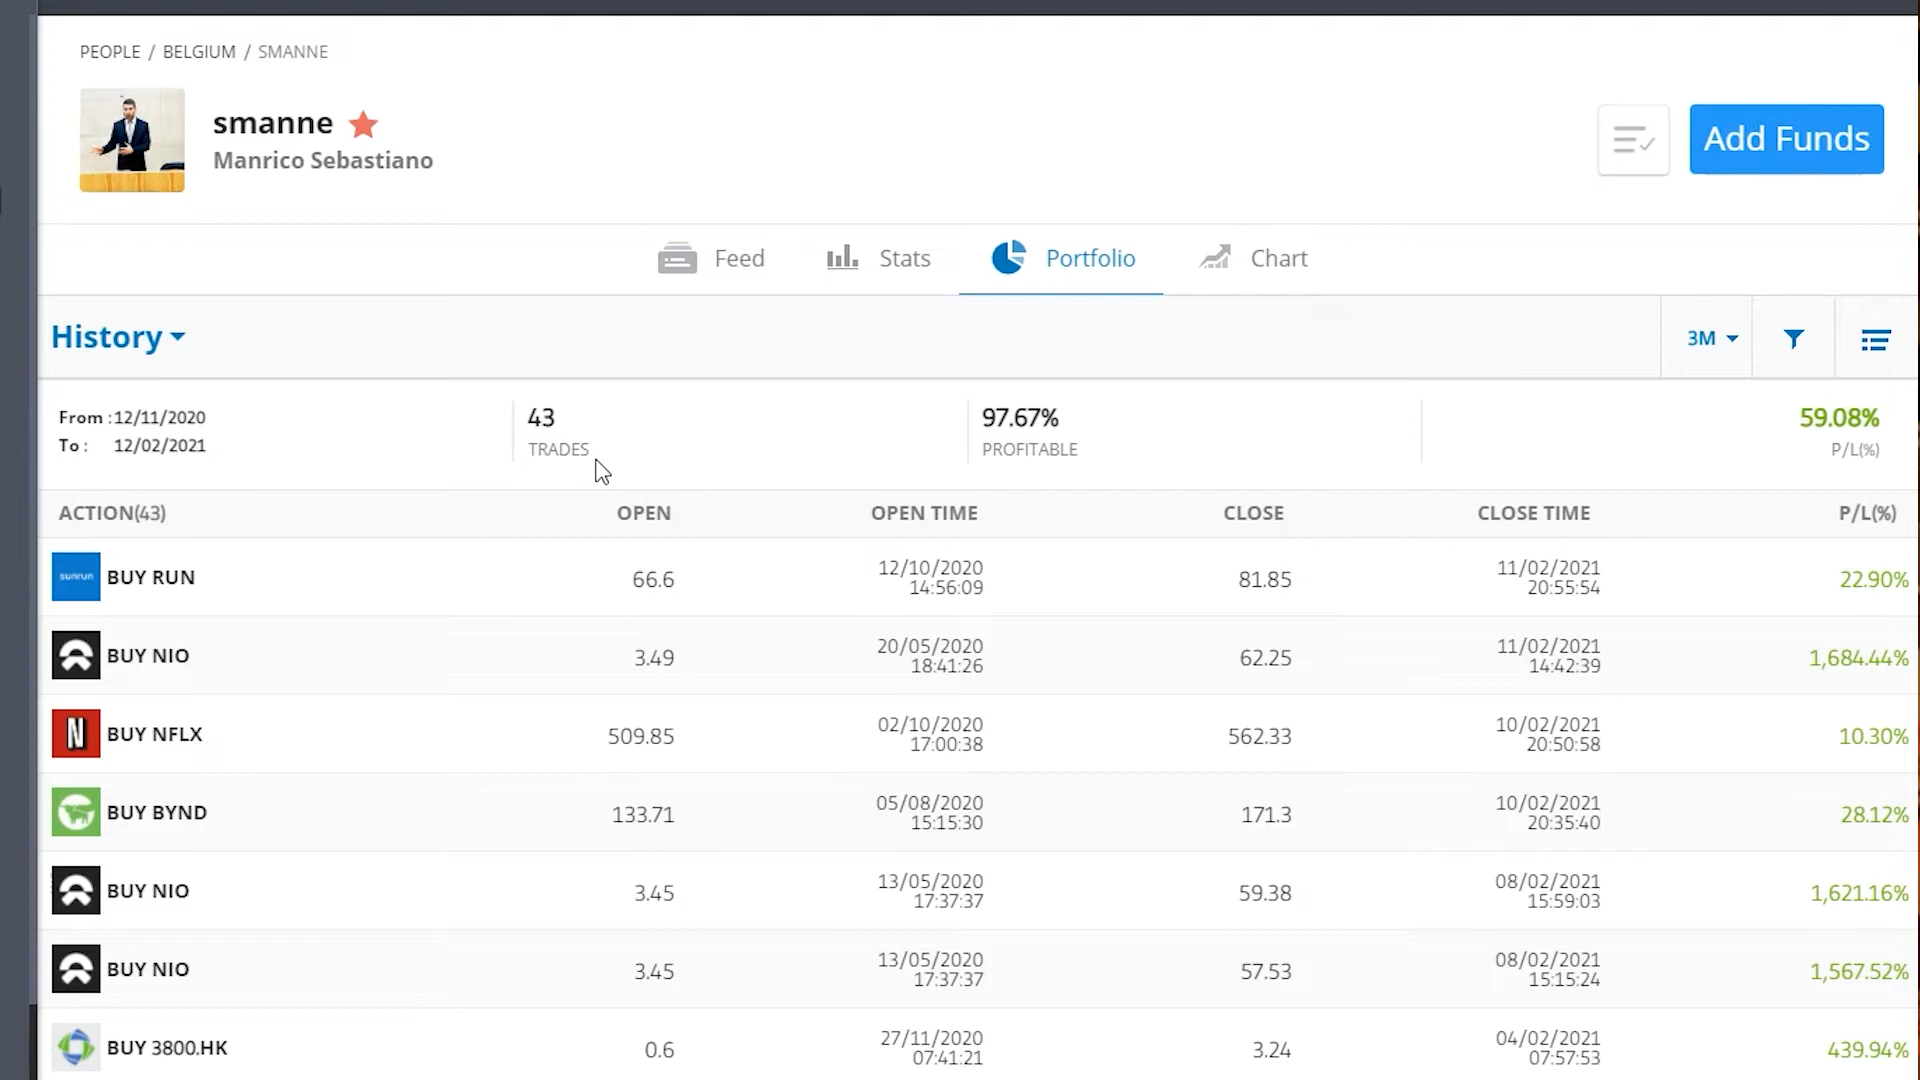 PEOPLE / BELGIUM / SMANNE
smanne
Manrico Sebastiano
Add Funds
Feed Stats Portfolio Chart
History 3M
From : 12/11/2020
To : 12/02/2021
43
TRADES
97.67%
PROFITABLE
59.08%
P/L(%)
ACTION(43) OPEN OPEN TIME CLOSE CLOSE TIME P/L(%)
sunrun BUY RUN 66.6 12/10/2020 14:56:09 81.85 11/02/2021 20:55:54 22.90%
BUY NIO 3.49 20/05/2020 18:41:26 62.25 11/02/2021 14:42:39 1,684.44%
N BUY NFLX 509.85 02/10/2020 17:00:38 562.33 10/02/2021 20:50:58 10.30%
BUY BYND 133.71 05/08/2020 15:15:30 171.3 10/02/2021 20:35:40 28.12%
BUY NIO 3.45 13/05/2020 17:37:37 59.38 08/02/2021 15:59:03 1,621.16%
BUY NIO 3.45 13/05/2020 17:37:37 57.53 08/02/2021 15:15:24 1,567.52%
BUY 3800.HK 0.6 27/11/2020 07:41:21 3.24 04/02/2021 07:57:53 439.94%